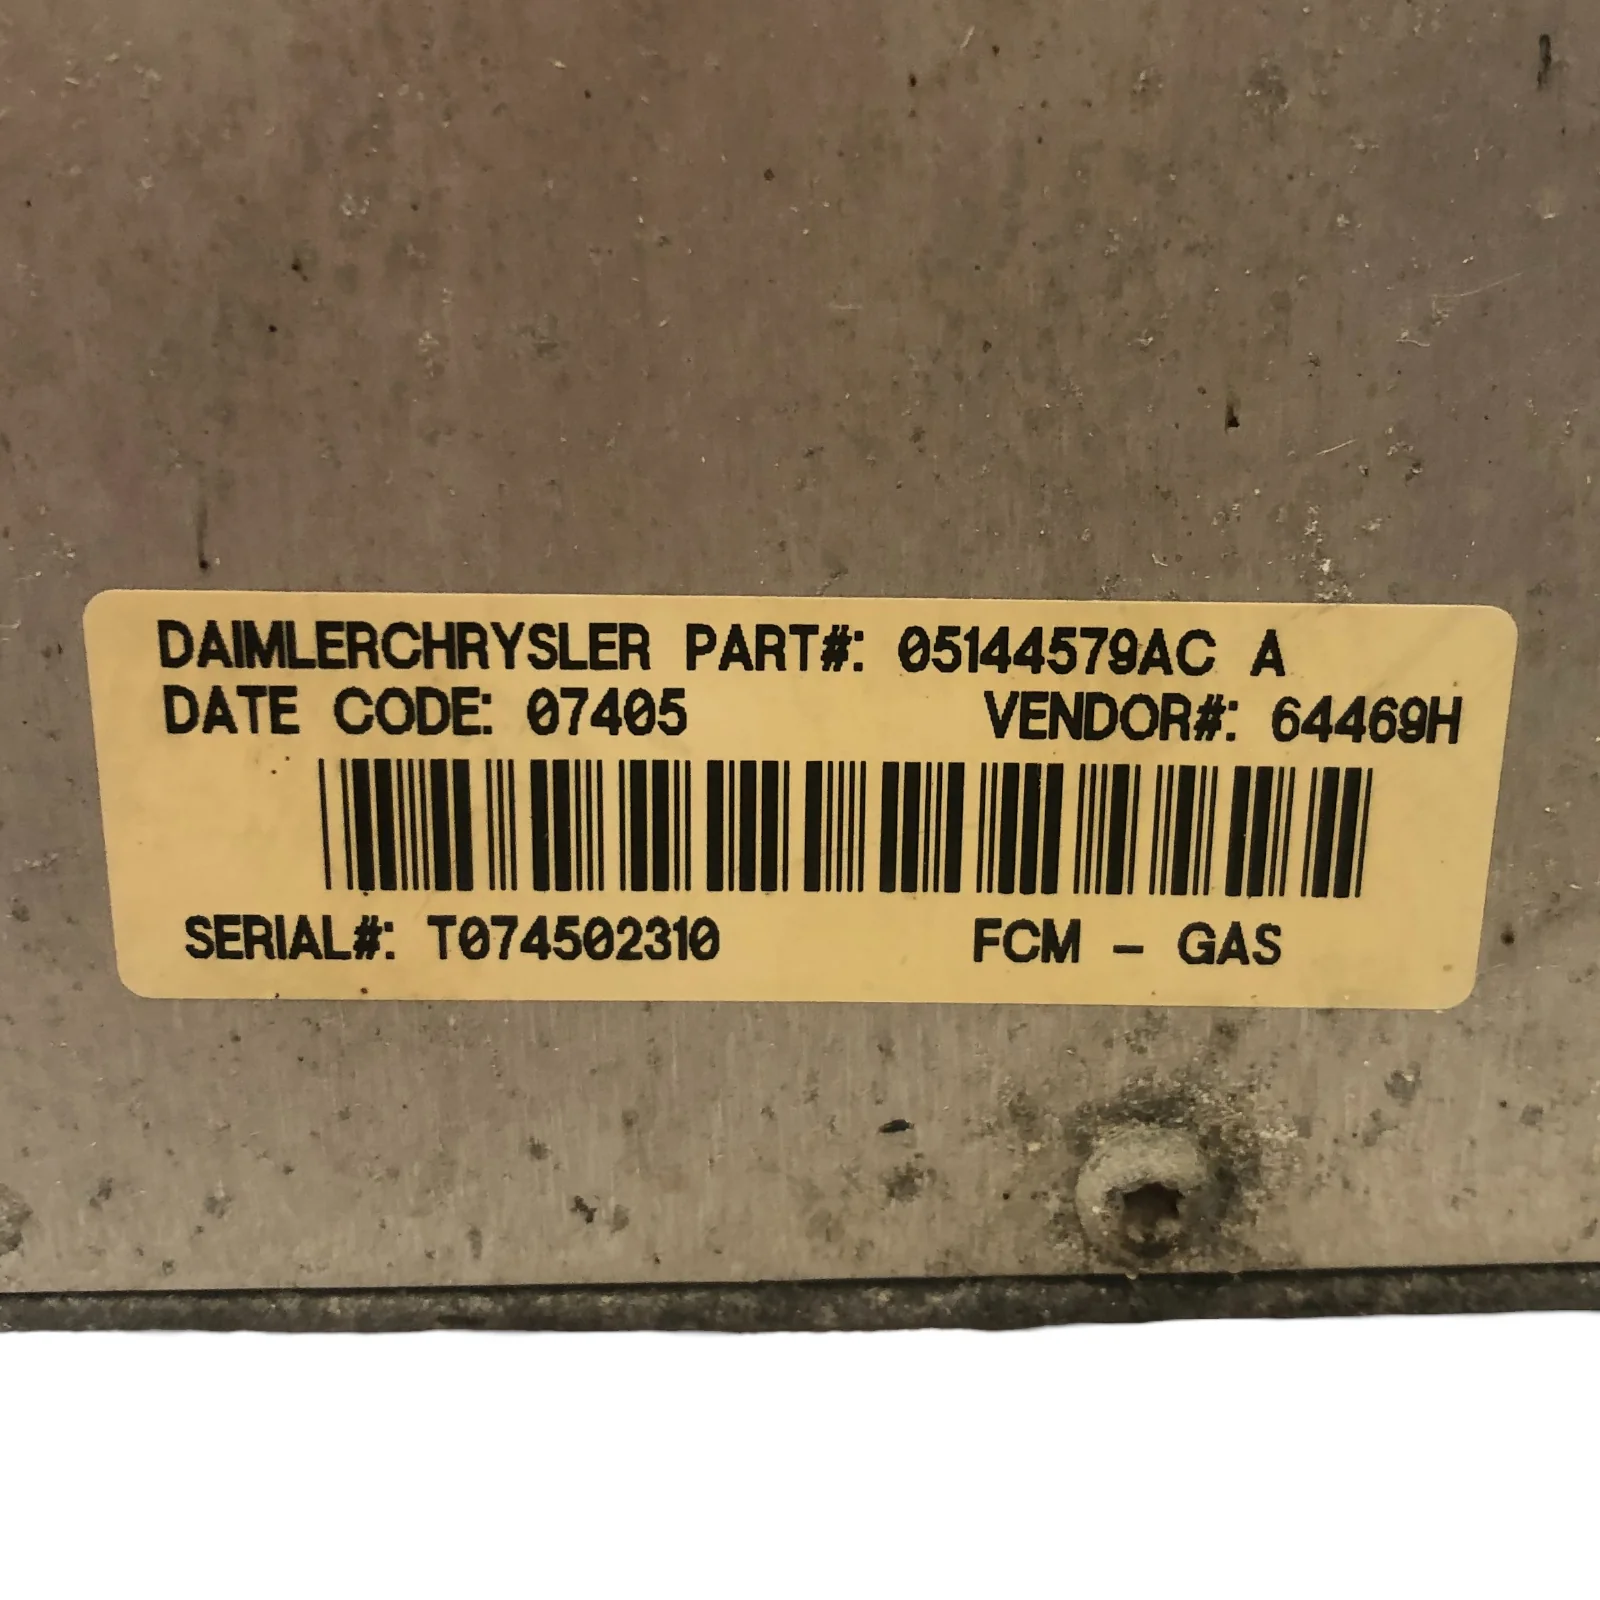 DAIMLERCHRYSLER PART#: 05144579AC A
DATE CODE: 07405 VENDOR#: 64469H
SERIAL#: T074502310 FCM - GAS